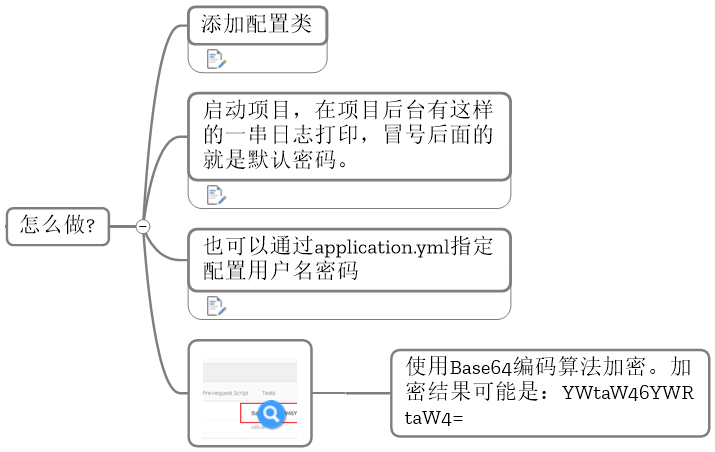 添加配置类
启动项目，在项目后台有这样
的一串日志打印，冒号后面的
就是默认密码。
怎么做?
也可以通过application.yml指定
配置用户名密码
Pre-request Script Tests
使用Base64编码算法加密。加
密结果可能是：YWtaW46YWR
taW4=